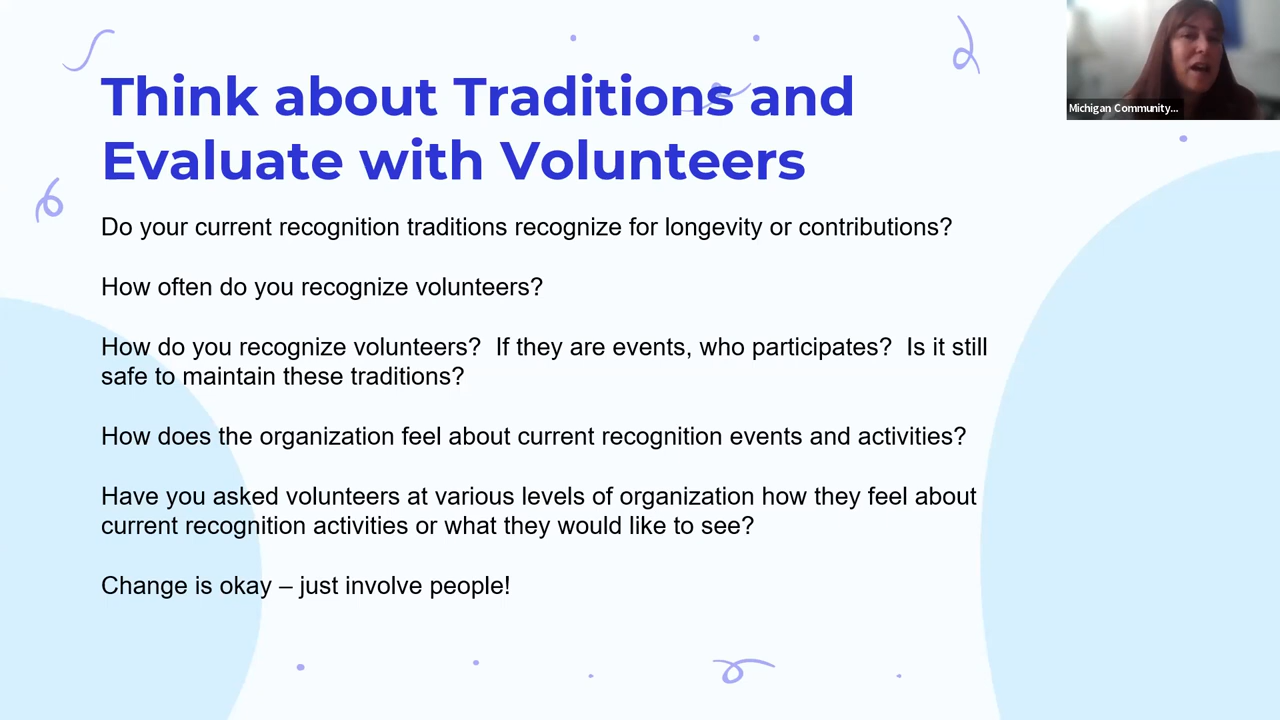 Think about Traditions and
Evaluate with Volunteers
Michigan Community...
Do your current recognition traditions recognize for longevity or contributions?
How often do you recognize volunteers?
How do you recognize volunteers?  If they are events, who participates?  Is it still
safe to maintain these traditions?
How does the organization feel about current recognition events and activities?
Have you asked volunteers at various levels of organization how they feel about
current recognition activities or what they would like to see?
Change is okay – just involve people!